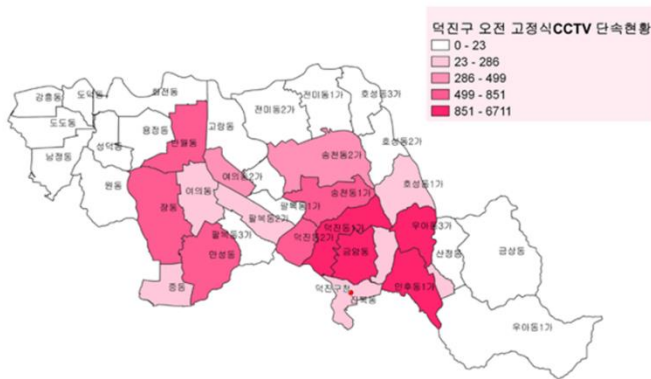 덕진구 오전 고정식CCTV 단속현황
0 - 23
23 - 286
286 - 499
499 - 851
851 - 6711
강흥동
도덕동
전미동2가
전미동1가
호성동3가
도도동
용정동
고랑동
성덕동
호성동2가
남정동
송천동2가
원동
여의동
여의동2가
호성동1가
송천동1가
장동
팔복동1가
팔복동2가
덕진동1가
우아동3가
팔복동3가
덕진동2가
만성동
금암동
산정동
금상동
중동
덕진구청
진북동
인후동1가
우아동1가